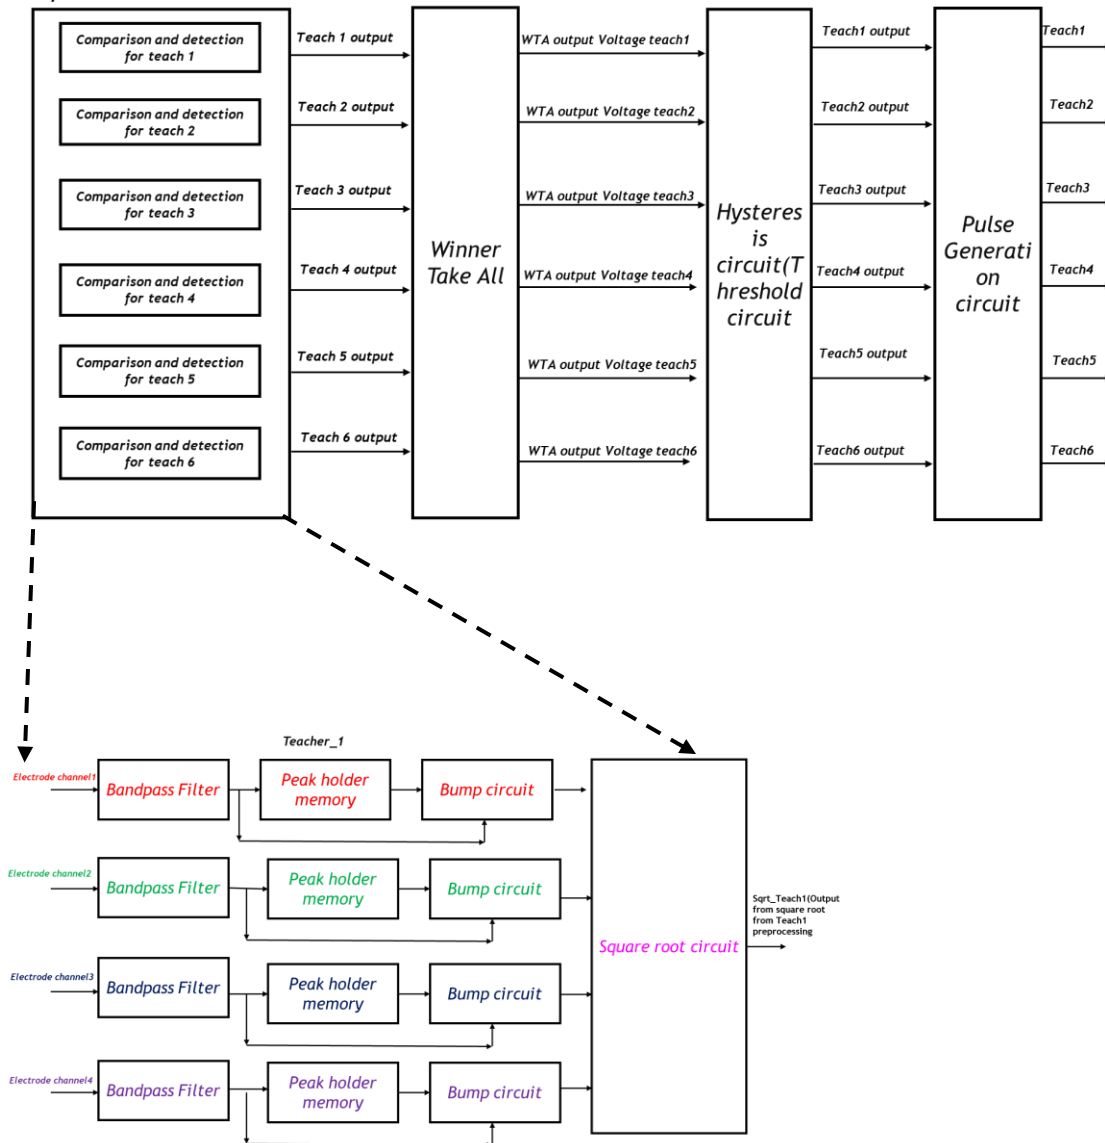 Comparison and detection
for teach 1
Comparison and detection
for teach 2
Comparison and detection
for teach 3
Comparison and detection
for teach 4
Comparison and detection
for teach 5
Comparison and detection
for teach 6
Teach 1 output
Teach 2 output
Teach 3 output
Teach 4 output
Teach 5 output
Teach 6 output
Winner
Take All
WTA output Voltage teach1
WTA output Voltage teach2
WTA output Voltage teach3
WTA output Voltage teach4
WTA output Voltage teach5
WTA output Voltage teach6
Hysteres
is
circuit(T
hreshold
circuit
Teach1 output
Teach2 output
Teach3 output
Teach4 output
Teach5 output
Teach6 output
Pulse
Generati
on
circuit
Teach1
Teach2
Teach3
Teach4
Teach5
Teach6
Teacher_1
Electrode channel1
Bandpass Filter
Peak holder
memory
Bump circuit
Electrode channel2
Bandpass Filter
Peak holder
memory
Bump circuit
Electrode channel3
Bandpass Filter
Peak holder
memory
Bump circuit
Electrode channel4
Bandpass Filter
Peak holder
memory
Bump circuit
Square root circuit
Sqrt_Teach1(Output
from square root
from Teach1
preprocessing